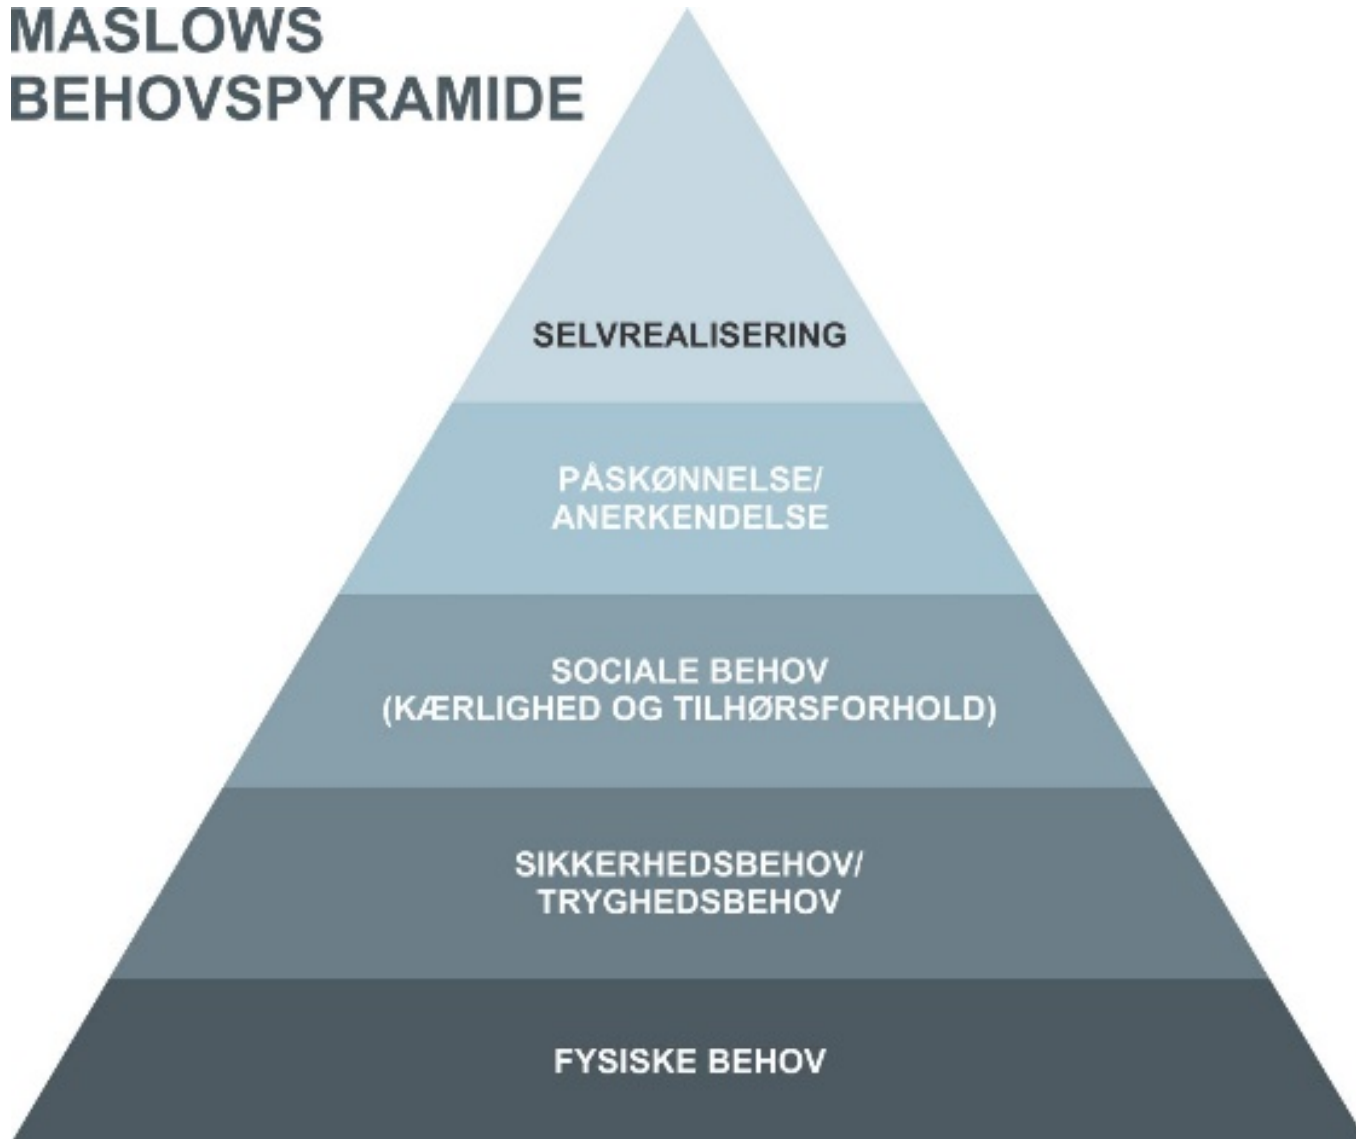 MASLOWS
BEHOVSPYRAMIDE
SELVREALISERING
PÅSKØNNELSE/
ANERKENDELSE
SOCIALE BEHOV
(KÆRLIGHED OG TILHØRSFORHOLD)
SIKKERHEDSBEHOV/
TRYGHEDSBEHOV
FYSISKE BEHOV